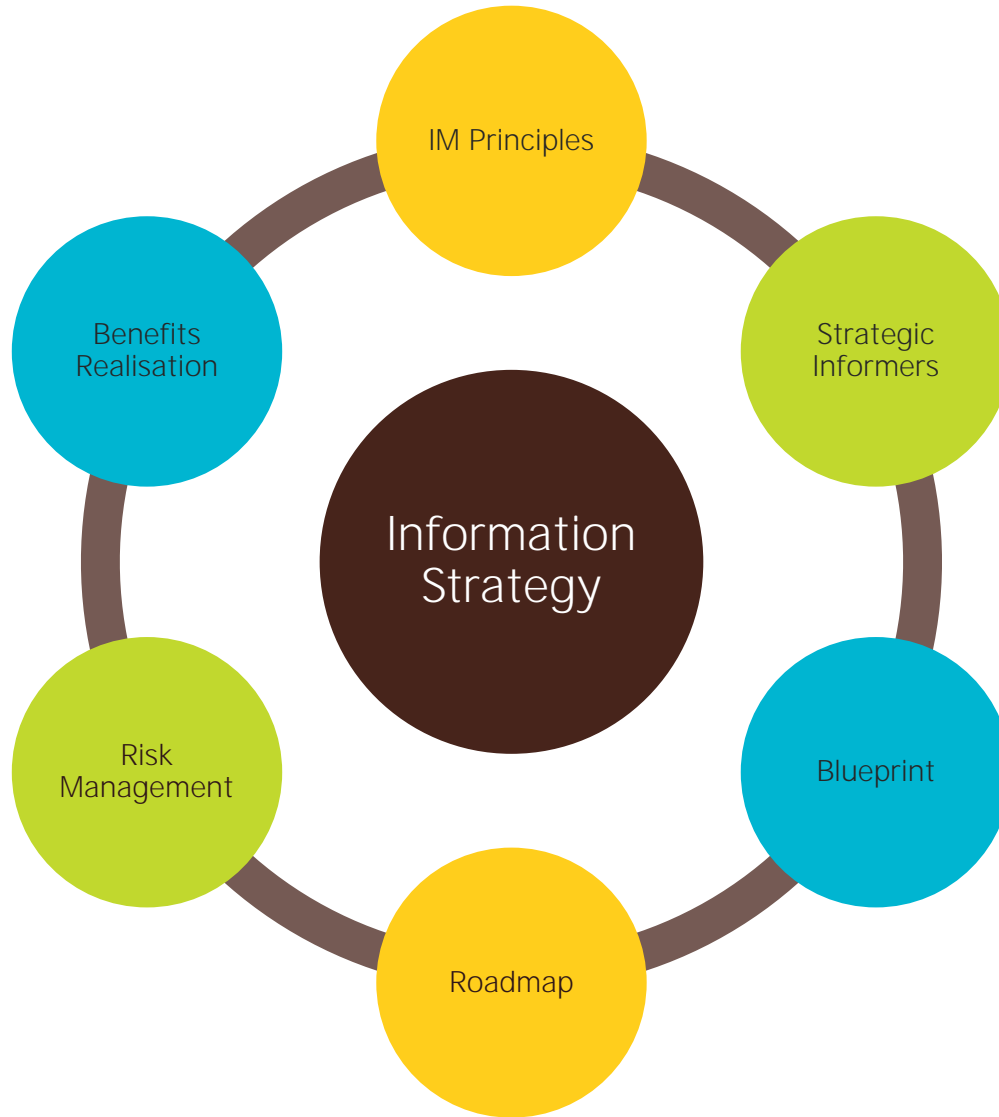 IM Principles
Strategic
Informers
Blueprint
Roadmap
Risk
Management
Benefits
Realisation
Information
Strategy